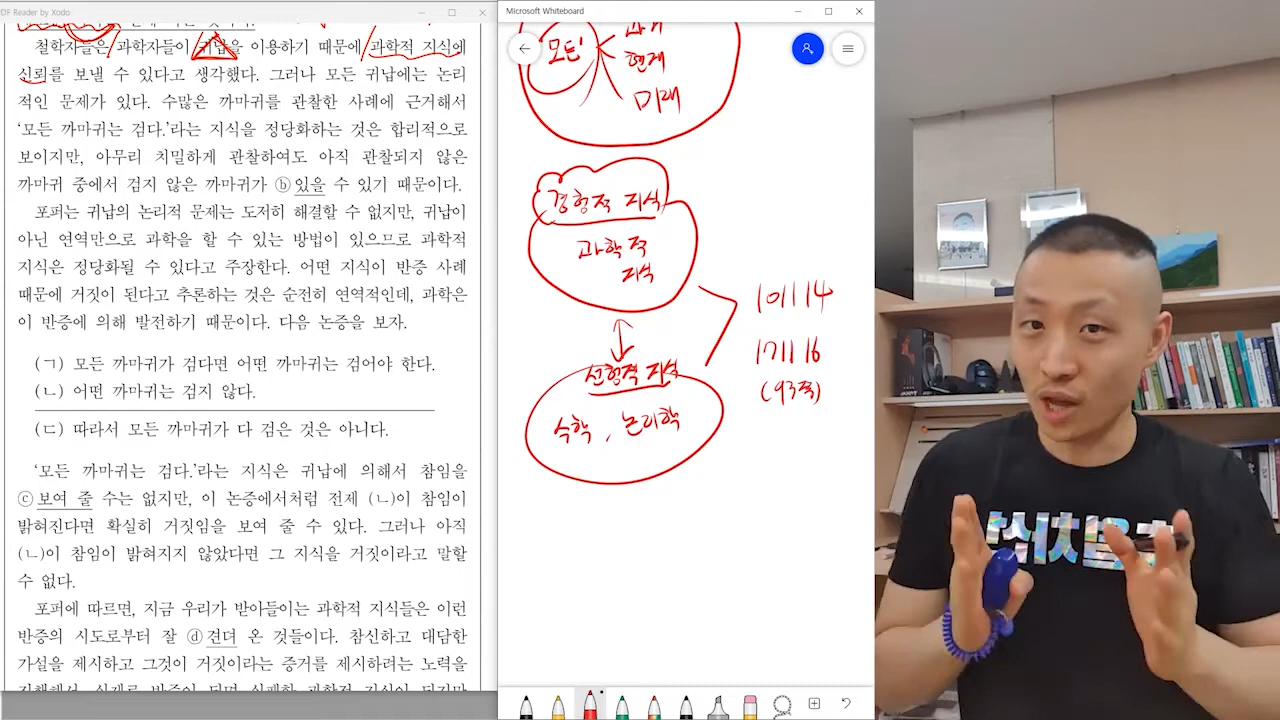 DF Reader by Xodo
철학자들은 과학자들이 귀납을 이용하기 때문에 과학적 지식에
신뢰를 보낼 수 있다고 생각했다. 그러나 모든 귀납에는 논리
적인 문제가 있다. 수많은 까마귀를 관찰한 사례에 근거해서
‘모든 까마귀는 검다.’라는 지식을 정당화하는 것은 합리적으로
보이지만, 아무리 치밀하게 관찰하여도 아직 관찰되지 않은
까마귀 중에서 검지 않은 까마귀가 ⓑ있을 수 있기 때문이다.
포퍼는 귀납의 논리적 문제는 도저히 해결할 수 없지만, 귀납이
아닌 연역만으로 과학을 할 수 있는 방법이 있으므로 과학적
지식은 정당화될 수 있다고 주장한다. 어떤 지식이 반증 사례
때문에 거짓이 된다고 추론하는 것은 순전히 연역적인데, 과학은
이 반증에 의해 발전하기 때문이다. 다음 논증을 보자.
(ㄱ) 모든 까마귀가 검다면 어떤 까마귀는 검어야 한다.
(ㄴ) 어떤 까마귀는 검지 않다.
(ㄷ) 따라서 모든 까마귀가 다 검은 것은 아니다.
‘모든 까마귀는 검다.’라는 지식은 귀납에 의해서 참임을
ⓒ보여 줄 수는 없지만, 이 논증에서처럼 전제 (ㄴ)이 참임이
밝혀진다면 확실히 거짓임을 보여 줄 수 있다. 그러나 아직
(ㄴ)이 참임이 밝혀지지 않았다면 그 지식을 거짓이라고 말할
수 없다.
포퍼에 따르면, 지금 우리가 받아들이는 과학적 지식들은 이런
반증의 시도로부터 잘 ⓓ견뎌 온 것들이다. 참신하고 대담한
가설을 제시하고 그것이 거짓이라는 증거를 제시하려는 노력을
Microsoft Whiteboard
모든
과거
현재
미래
경험적 지식
과학적
지식
선험적 지식
수학, 논리학
101114
171116
(93쪽)